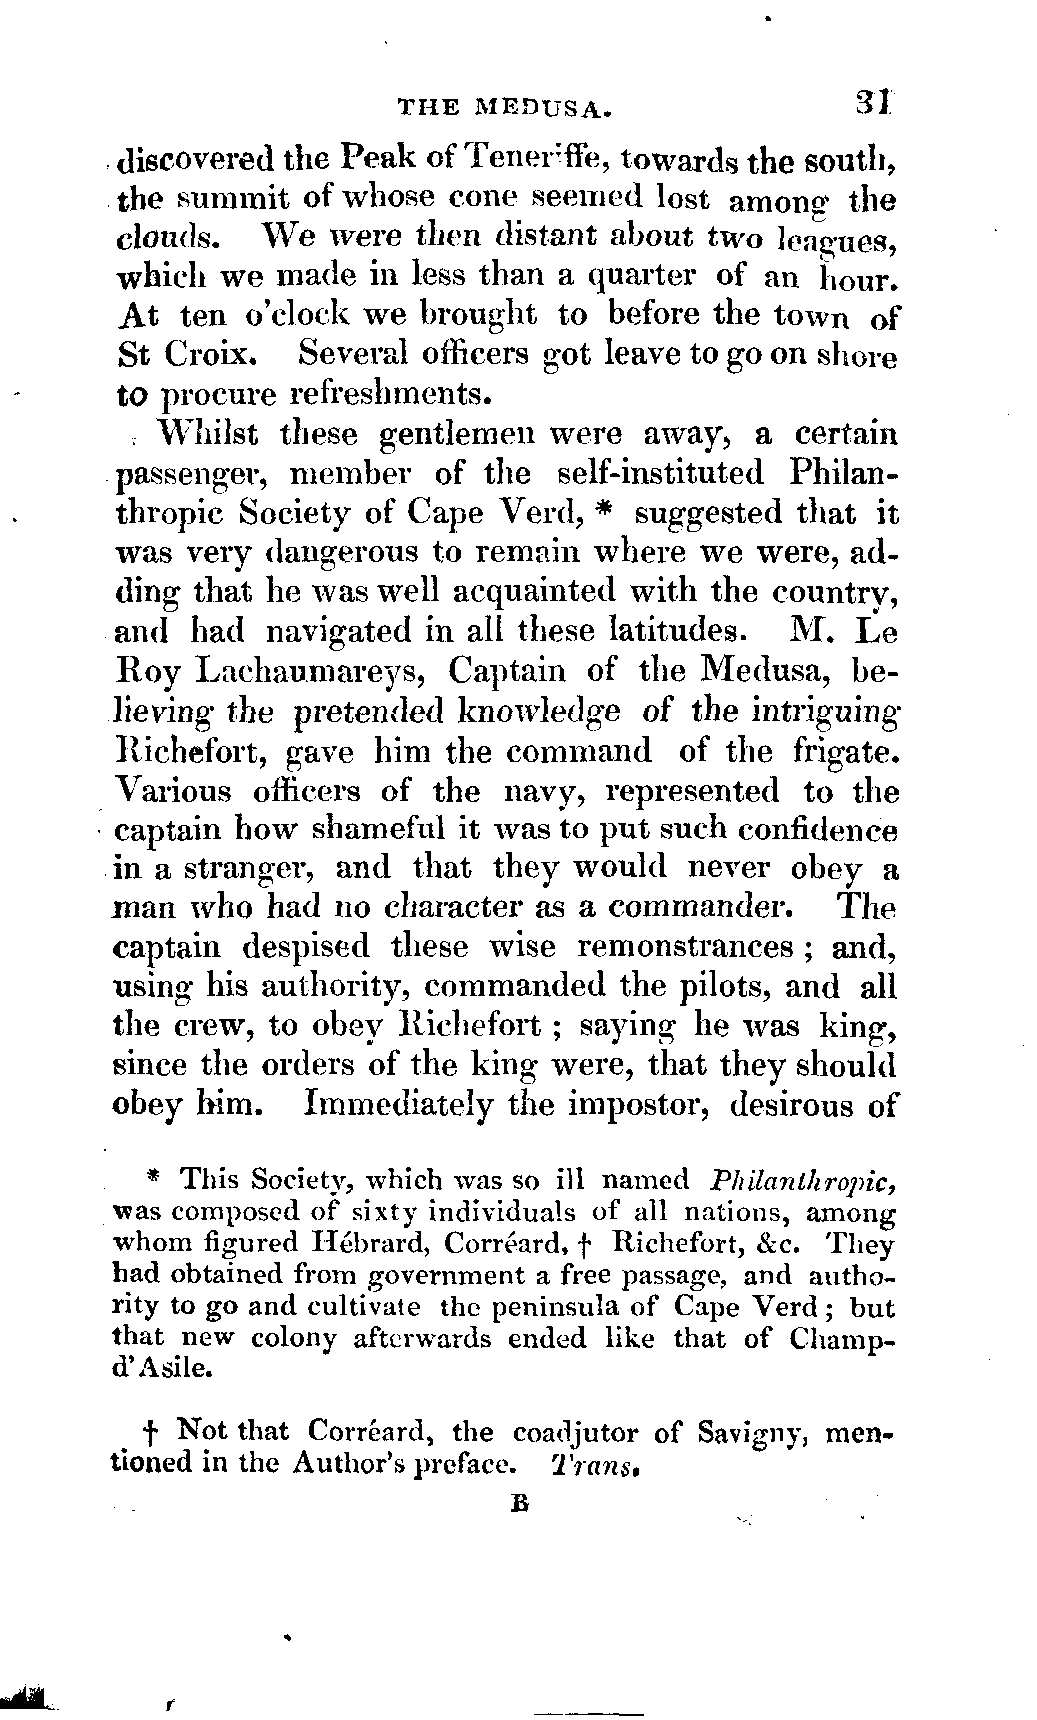 THE MEDUSA. 31
discovered the Peak of Teneriffe, towards the south,
the summit of whose cone seemed lost among the
clouds. We were then distant about two leagues,
which we made in less than a quarter of an hour.
At ten o'clock we brought to before the town of
St Croix. Several officers got leave to go on shore
to procure refreshments.
Whilst these gentlemen were away, a certain
passenger, member of the self-instituted Philan-
thropic Society of Cape Verd, * suggested that it
was very dangerous to remain where we were, ad-
ding that he was well acquainted with the country,
and had navigated in all these latitudes. M. Le
Roy Lachaumareys, Captain of the Medusa, be-
lieving the pretended knowledge of the intriguing
Richefort, gave him the command of the frigate.
Various officers of the navy, represented to the
captain how shameful it was to put such confidence
in a stranger, and that they would never obey a
man who had no character as a commander. The
captain despised these wise remonstrances ; and,
using his authority, commanded the pilots, and all
the crew, to obey Richefort ; saying he was king,
since the orders of the king were, that they should
obey him. Immediately the impostor, desirous of
* This Society, which was so ill named Philanthropic,
was composed of sixty individuals of all nations, among
whom figured Hébrard, Corréard, † Richefort, &c. They
had obtained from government a free passage, and autho-
rity to go and cultivate the peninsula of Cape Verd ; but
that new colony afterwards ended like that of Champ-
d'Asile.
† Not that Corréard, the coadjutor of Savigny, men-
tioned in the Author's preface. Trans.
B